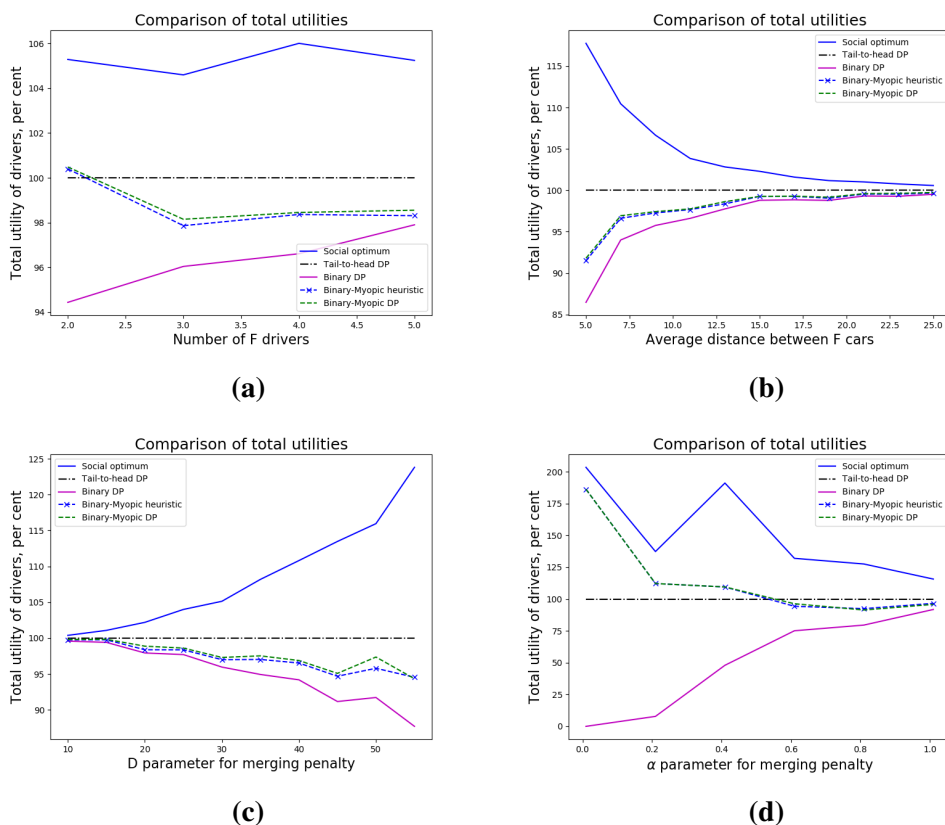 Comparison of total utilities
Total utility of drivers, per cent
106
104
102
100
98
96
94
Social optimum
Tail-to-head DP
Binary DP
Binary-Myopic heuristic
Binary-Myopic DP
2.0 2.5 3.0 3.5 4.0 4.5 5.0
Number of F drivers
(a)
Comparison of total utilities
Total utility of drivers, per cent
115
110
105
100
95
90
85
Social optimum
Tail-to-head DP
Binary DP
Binary-Myopic heuristic
Binary-Myopic DP
5.0 7.5 10.0 12.5 15.0 17.5 20.0 22.5 25.0
Average distance between F cars
(b)
Comparison of total utilities
Total utility of drivers, per cent
125
120
115
110
105
100
95
90
Social optimum
Tail-to-head DP
Binary DP
Binary-Myopic heuristic
Binary-Myopic DP
10 20 30 40 50
D parameter for merging penalty
(c)
Comparison of total utilities
Total utility of drivers, per cent
200
175
150
125
100
75
50
25
0
Social optimum
Tail-to-head DP
Binary DP
Binary-Myopic heuristic
Binary-Myopic DP
0.0 0.2 0.4 0.6 0.8 1.0
α parameter for merging penalty
(d)